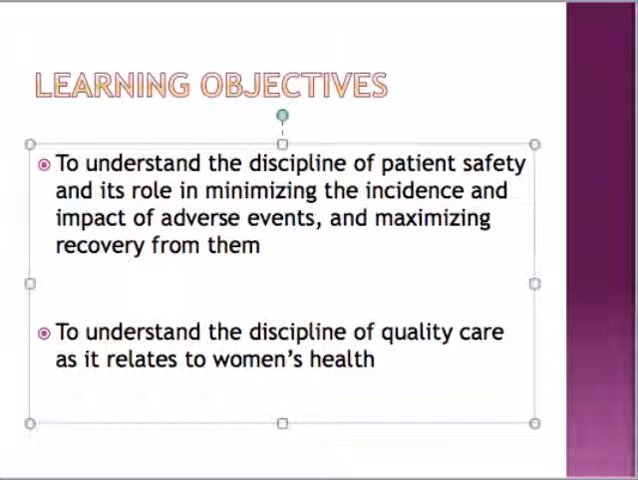 LEARNING OBJECTIVES
To understand the discipline of patient safety
and its role in minimizing the incidence and
impact of adverse events, and maximizing
recovery from them
To understand the discipline of quality care
as it relates to women's health